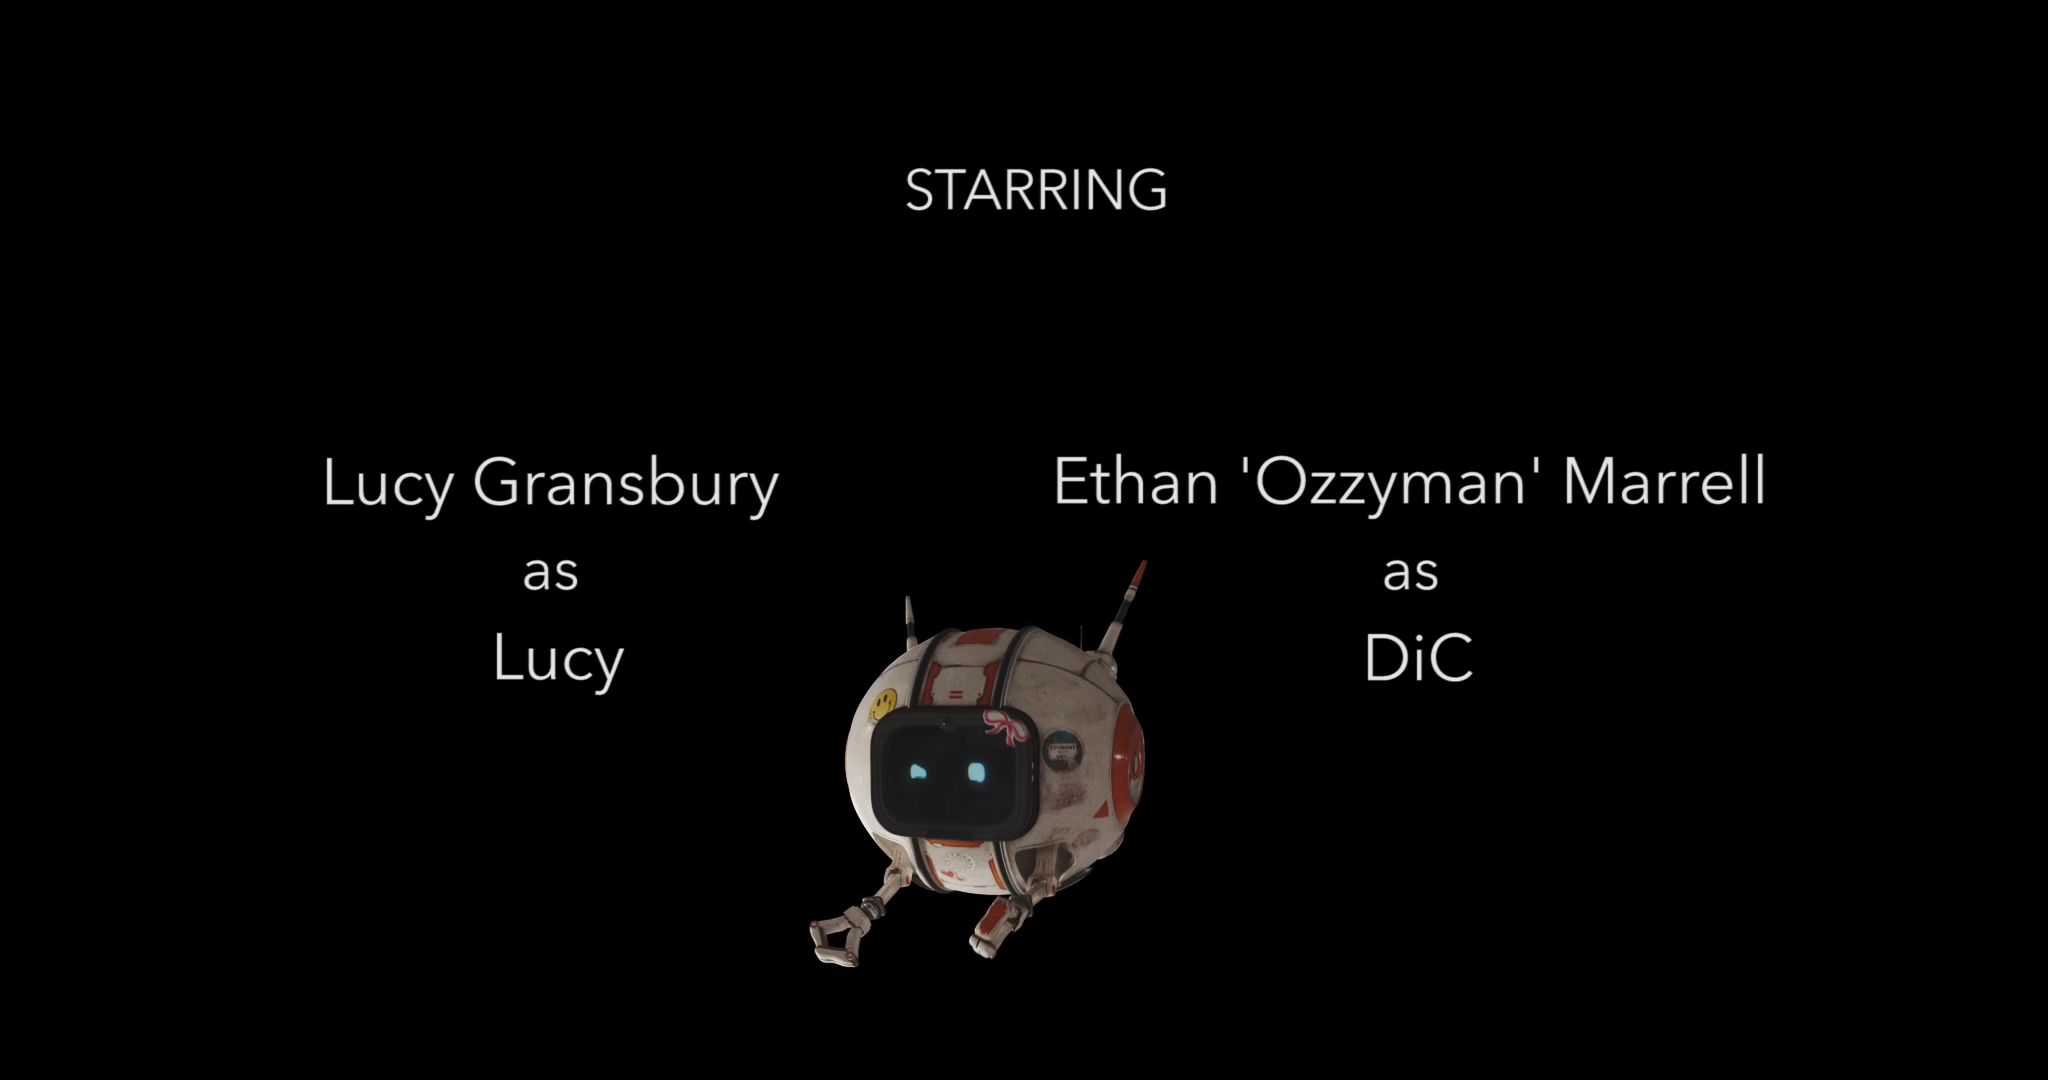 STARRING
Lucy Gransbury
as
Lucy
Ethan 'Ozzyman' Marrell
as
DiC